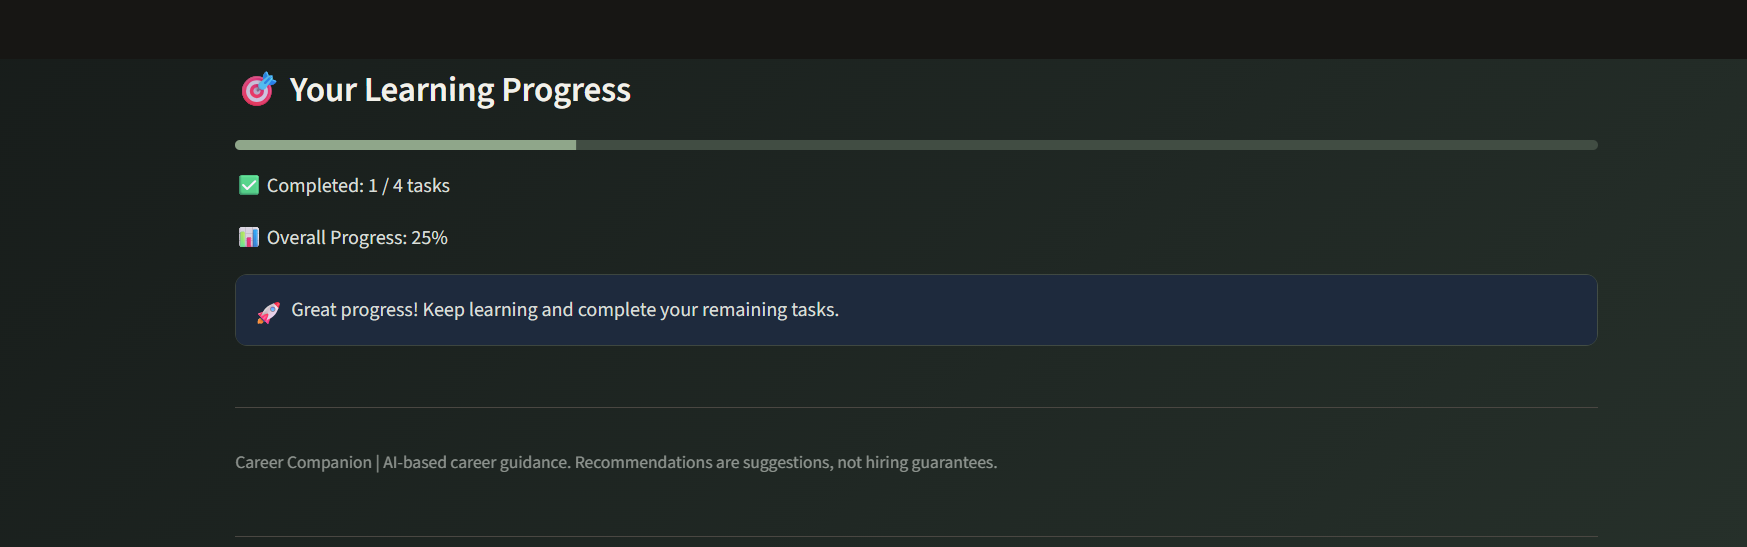 Your Learning Progress
Completed: 1 / 4 tasks
Overall Progress: 25%
Great progress! Keep learning and complete your remaining tasks.
Career Companion | AI-based career guidance. Recommendations are suggestions, not hiring guarantees.